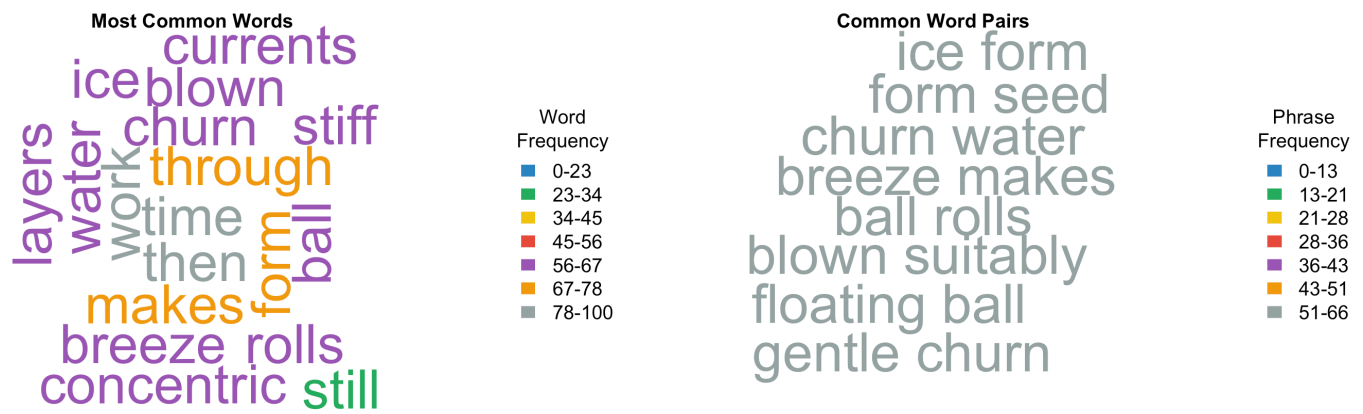 Most Common Words
currents
ice blown
churn stiff
layers
water
work
through
time
then
form
ball
makes
breeze rolls
concentric still
Word
Frequency
0-23
23-34
34-45
45-56
56-67
67-78
78-100
Common Word Pairs
ice form
form seed
churn water
breeze makes
ball rolls
blown suitably
floating ball
gentle churn
Phrase
Frequency
0-13
13-21
21-28
28-36
36-43
43-51
51-66